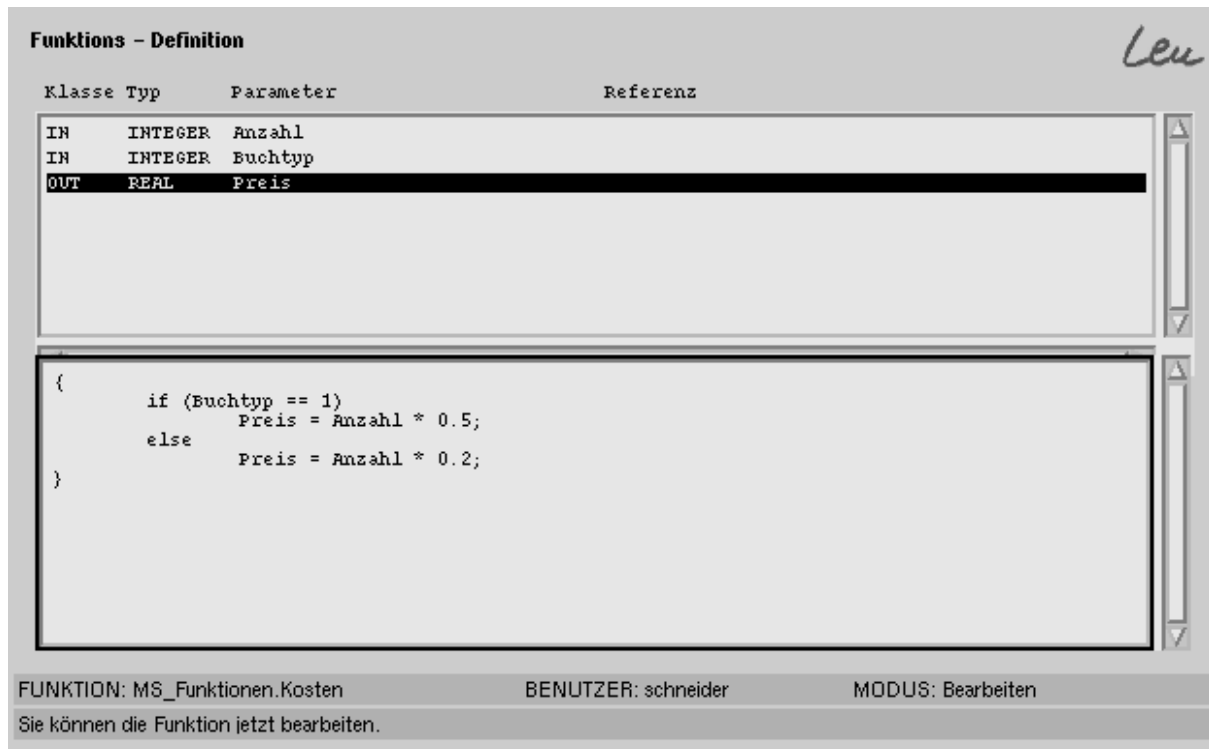 Funktions – Definition
Leu
Klasse Typ Parameter Referenz
IN INTEGER Anzahl
IN INTEGER Buchtyp
OUT REAL Preis
{
if (Buchtyp == 1)
Preis = Anzahl * 0.5;
else
Preis = Anzahl * 0.2;
}
FUNKTION: MS_Funktionen.Kosten BENUTZER: schneider MODUS: Bearbeiten
Sie können die Funktion jetzt bearbeiten.